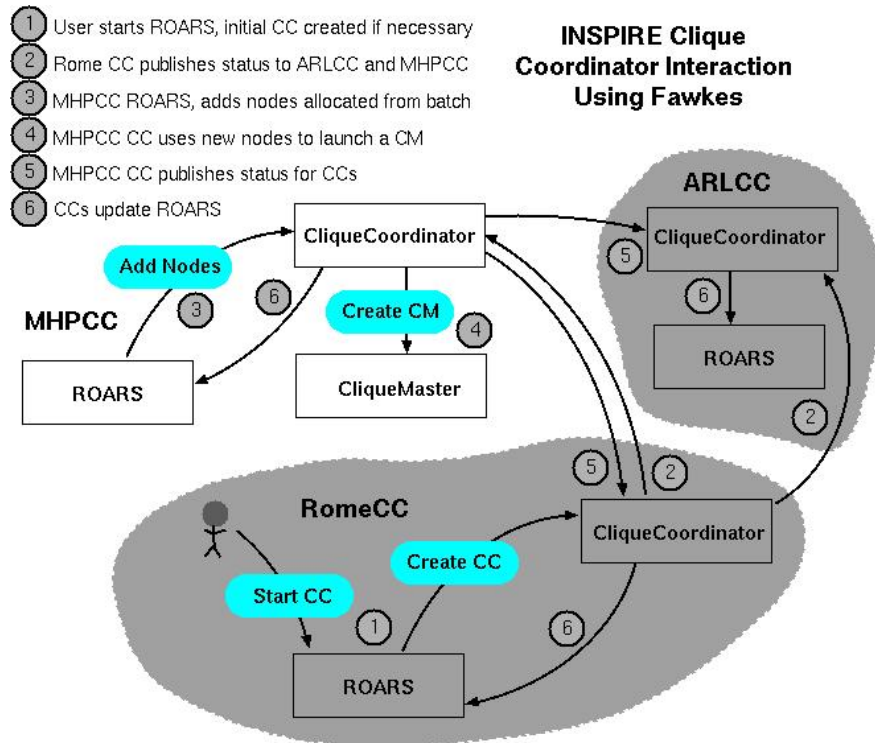 1 User starts ROARS, initial CC created if necessary
2 Rome CC publishes status to ARLCC and MHPCC
3 MHPCC ROARS, adds nodes allocated from batch
4 MHPCC CC uses new nodes to launch a CM
5 MHPCC CC publishes status for CCs
6 CCs update ROARS
INSPIRE Clique
Coordinator Interaction
Using Fawkes
ARLCC
CliqueCoordinator
5
6
ROARS
2
CliqueCoordinator
Add Nodes
3
6
Create CM
4
MHPCC
ROARS
CliqueMaster
5
2
RomeCC
CliqueCoordinator
Create CC
Start CC
1
6
ROARS